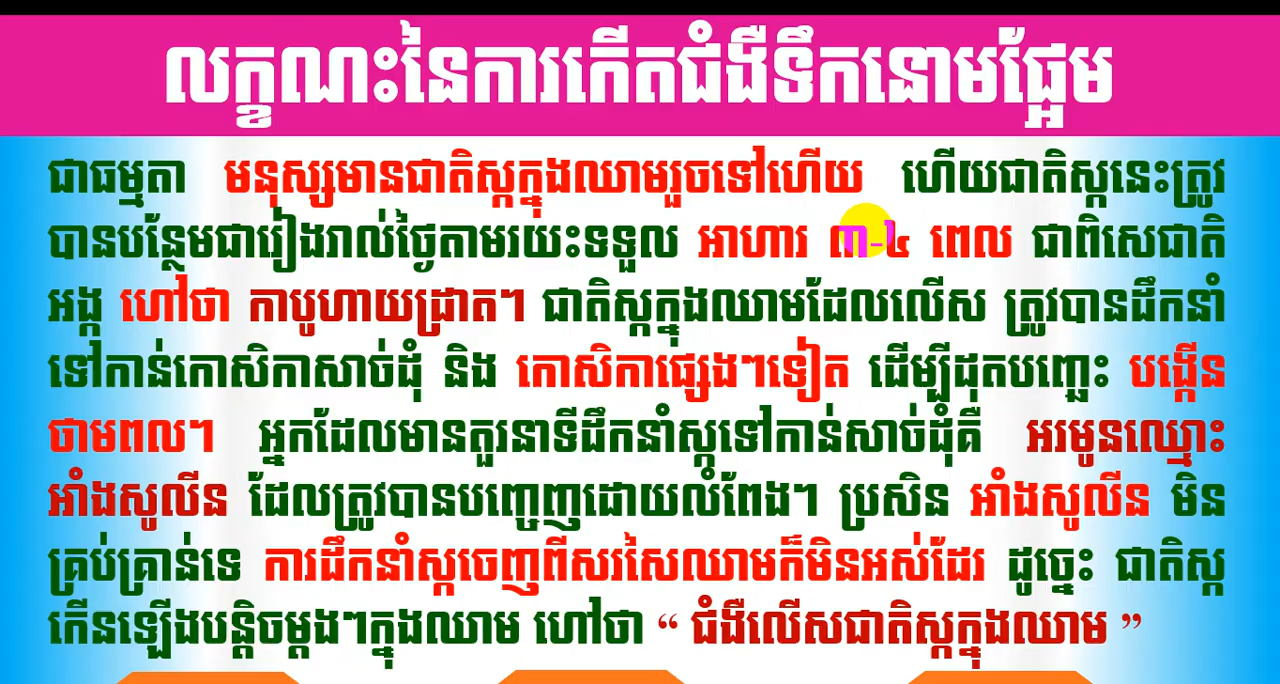 លក្ខណះនៃការកើតជំងឺទឹកនោមផ្អែម
ជាធម្មតា មនុស្សមានជាតិស្ករក្នុងឈាមរួចទៅហើយ ហើយជាតិស្កនេះត្រូវ
បានបន្ថែមជារៀងរាល់ថ្ងៃតាមរយះទទួល អាហារ ៣-៤ ពេល ជាពិសេជាតិ
អង្ក ហៅថា កាបូហាយដ្រាត។ ជាតិស្កក្នុងឈាមដែលលើស ត្រូវបានដឹកនាំ
ទៅកាន់កោសិកាសាច់ដុំ និង កោសិកាផ្សេងៗទៀត ដើម្បីដុតបញ្ឆេះ បង្កើន
ថាមពល។ អ្នកដែលមានតួរនាទីដឹកនាំស្កទៅកាន់សាច់ដុំគឺ អរមូនឈ្មោះ
អាំងសូលីន ដែលត្រូវបានបញ្ចេញដោយលំពែង។ ប្រសិន អាំងសូលីន មិន
គ្រប់គ្រាន់ទេ ការដឹកនាំស្កចេញពីសរសៃឈាមក៏មិនអស់ដែរ ដូច្នេះ ជាតិស្ក
កើនឡើងបន្តិចម្តងៗក្នុងឈាម ហៅថា “ ជំងឺលើសជាតិស្កក្នុងឈាម ”